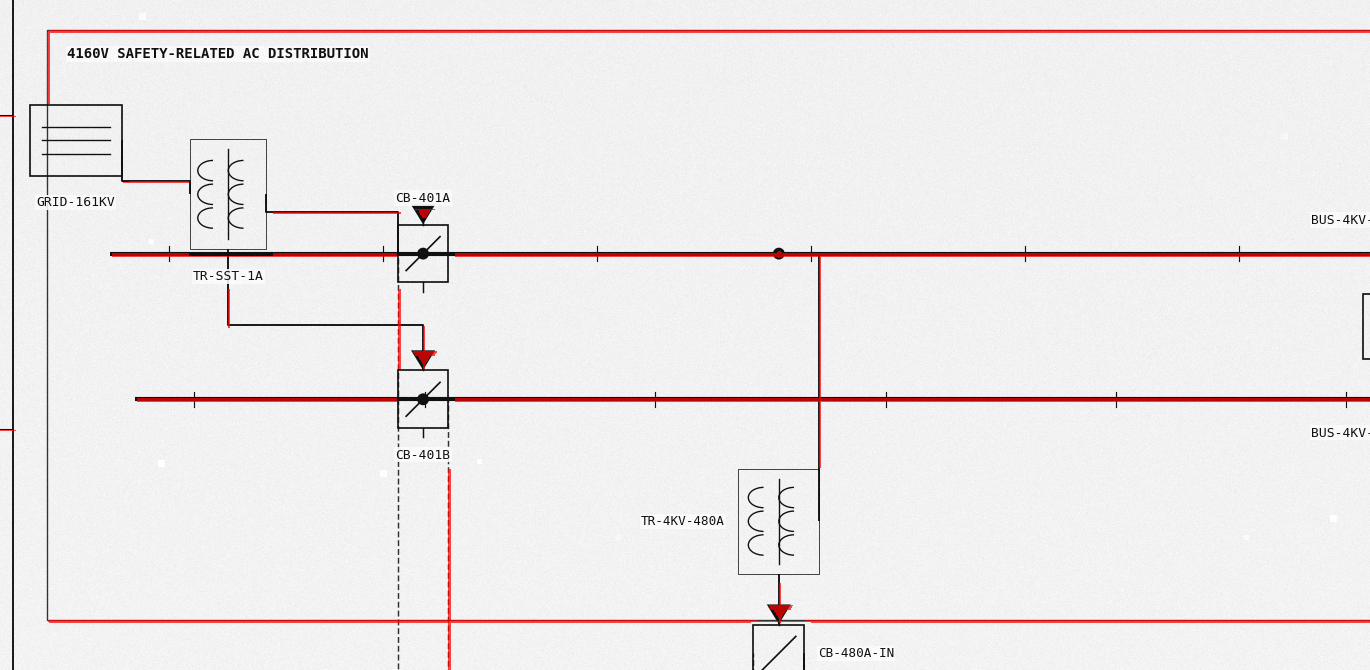 4160V SAFETY-RELATED AC DISTRIBUTION
CB-401A
GRID-161KV
BUS-4KV-
TR-SST-1A
BUS-4KV-
CB-401B
TR-4KV-480A
CB-480A-IN